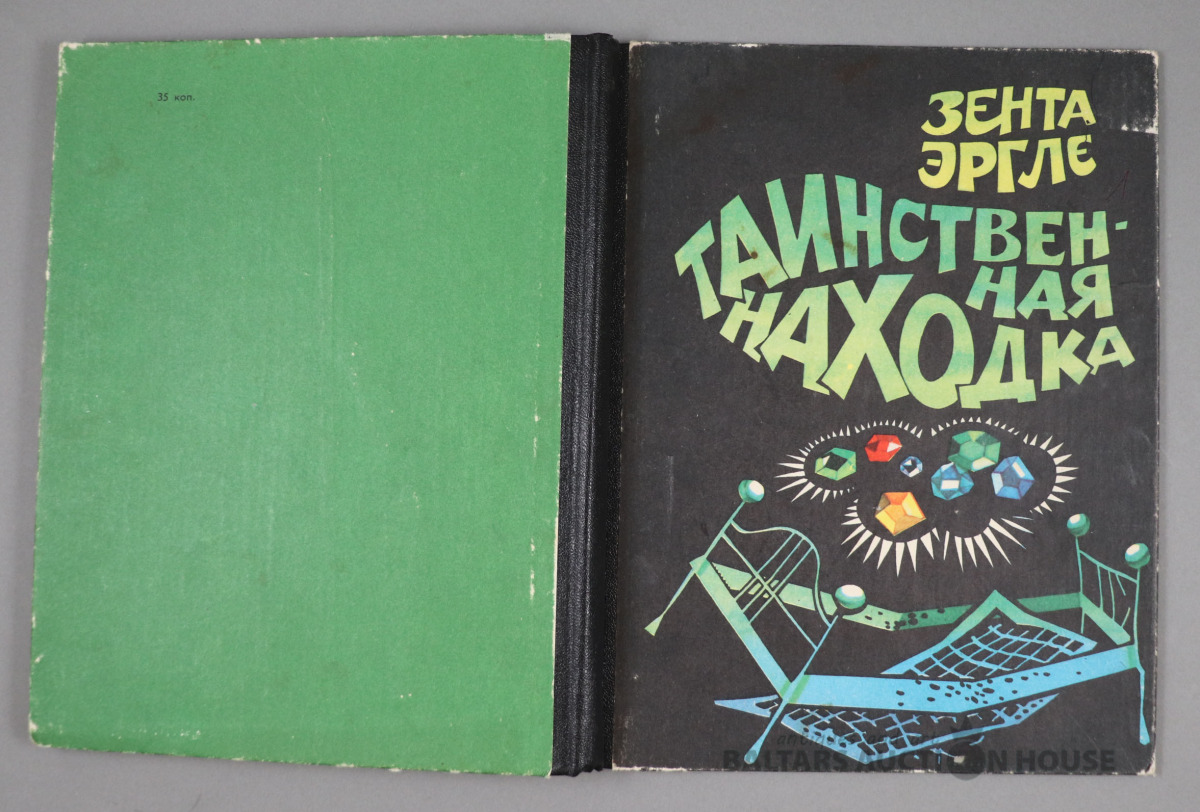 35 коп.
ЗЕНТА
ЭРГЛЕ
ТАИНСТВЕН-
НАЯ
НАХОДКА
BALTARS AUCTION HOUSE